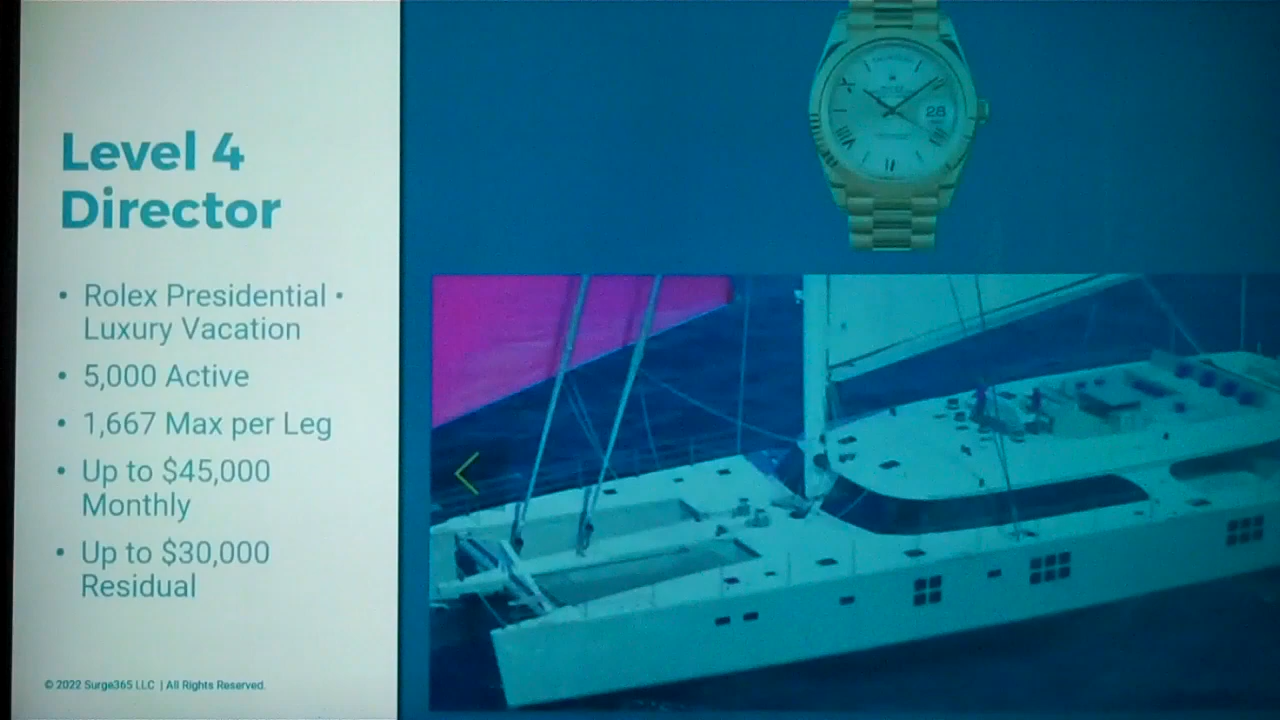 Level 4
Director
• Rolex Presidential •
Luxury Vacation
• 5,000 Active
• 1,667 Max per Leg
• Up to $45,000
Monthly
• Up to $30,000
Residual
© 2022 Surge365 LLC | All Rights Reserved.
28